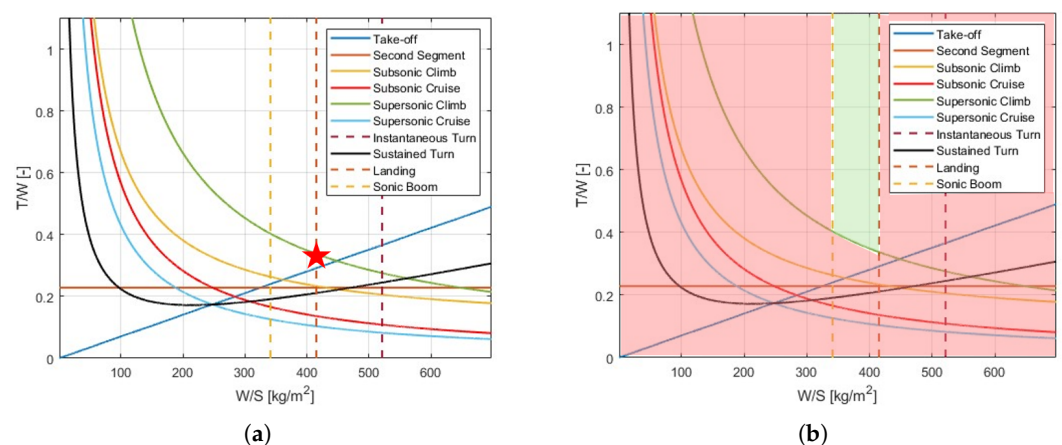 1
0.8
0.6
0.4
0.2
0
T/W [-]
100 200 300 400 500 600
W/S [kg/m²]
Take-off
Second Segment
Subsonic Climb
Subsonic Cruise
Supersonic Climb
Supersonic Cruise
Instantaneous Turn
Sustained Turn
Landing
Sonic Boom
(a)
1
0.8
0.6
0.4
0.2
0
T/W [-]
100 200 300 400 500 600
W/S [kg/m²]
Take-off
Second Segment
Subsonic Climb
Subsonic Cruise
Supersonic Climb
Supersonic Cruise
Instantaneous Turn
Sustained Turn
Landing
Sonic Boom
(b)